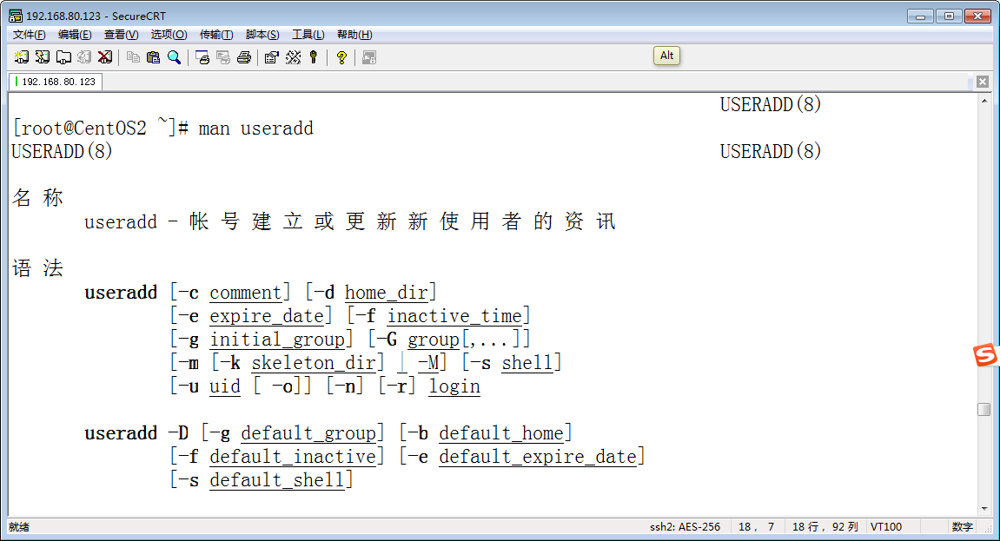 192.168.80.123 - SecureCRT
文件(F) 编辑(E) 查看(V) 选项(O) 传输(T) 脚本(S) 工具(L) 帮助(H)
Alt
192.168.80.123
USERADD(8)
[root@CentOS2 ~]# man useradd
USERADD(8) USERADD(8)
名 称
useradd - 帐 号 建 立 或 更 新 新 使 用 者 的 资 讯
语 法
useradd [-c comment] [-d home_dir]
[-e expire_date] [-f inactive_time]
[-g initial_group] [-G group[,...]]
[-m [-k skeleton_dir] | -M] [-s shell]
[-u uid [ -o]] [-n] [-r] login
useradd -D [-g default_group] [-b default_home]
[-f default_inactive] [-e default_expire_date]
[-s default_shell]
就绪 ssh2: AES-256 18, 7 18 行, 92 列 VT100 数字